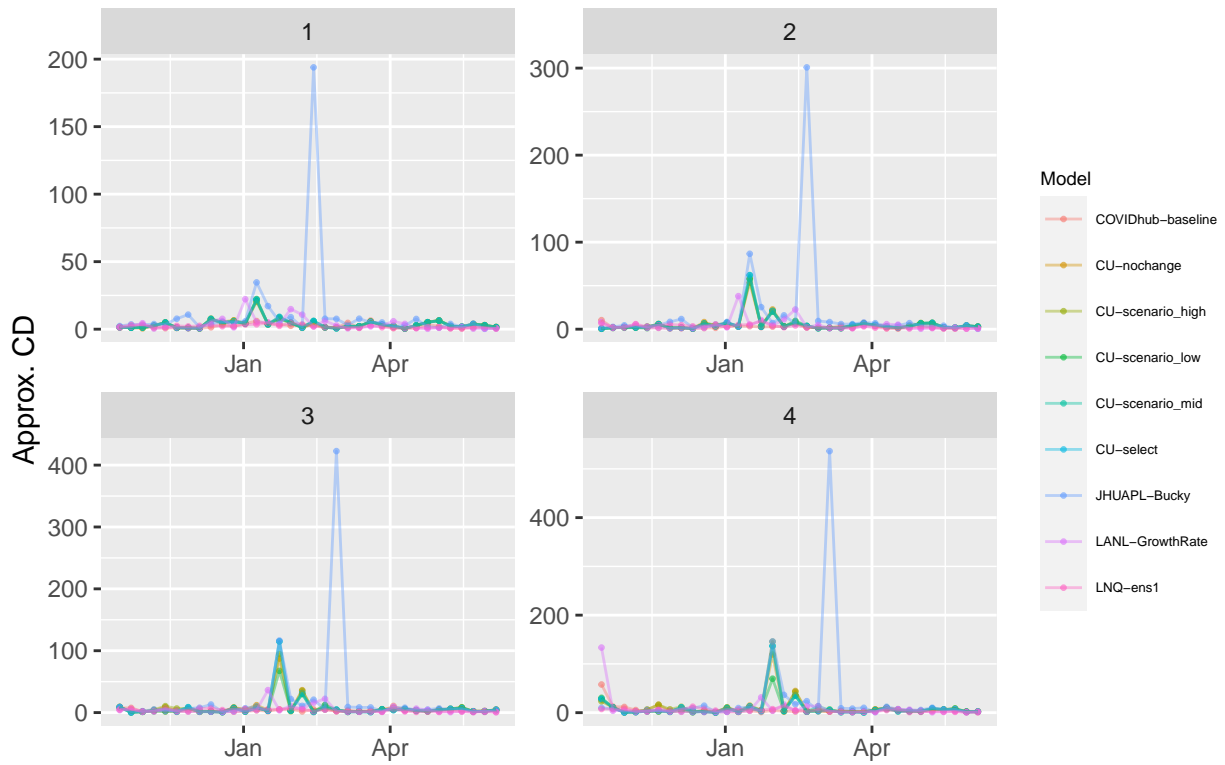 1
2
200
150
100
50
0
Jan
Apr
300
200
100
0
Jan
Apr
Approx. CD
3
4
400
300
200
100
0
Jan
Apr
400
200
0
Jan
Apr
Model
COVIDhub−baseline
CU−nochange
CU−scenario_high
CU−scenario_low
CU−scenario_mid
CU−select
JHUAPL−Bucky
LANL−GrowthRate
LNQ−ens1